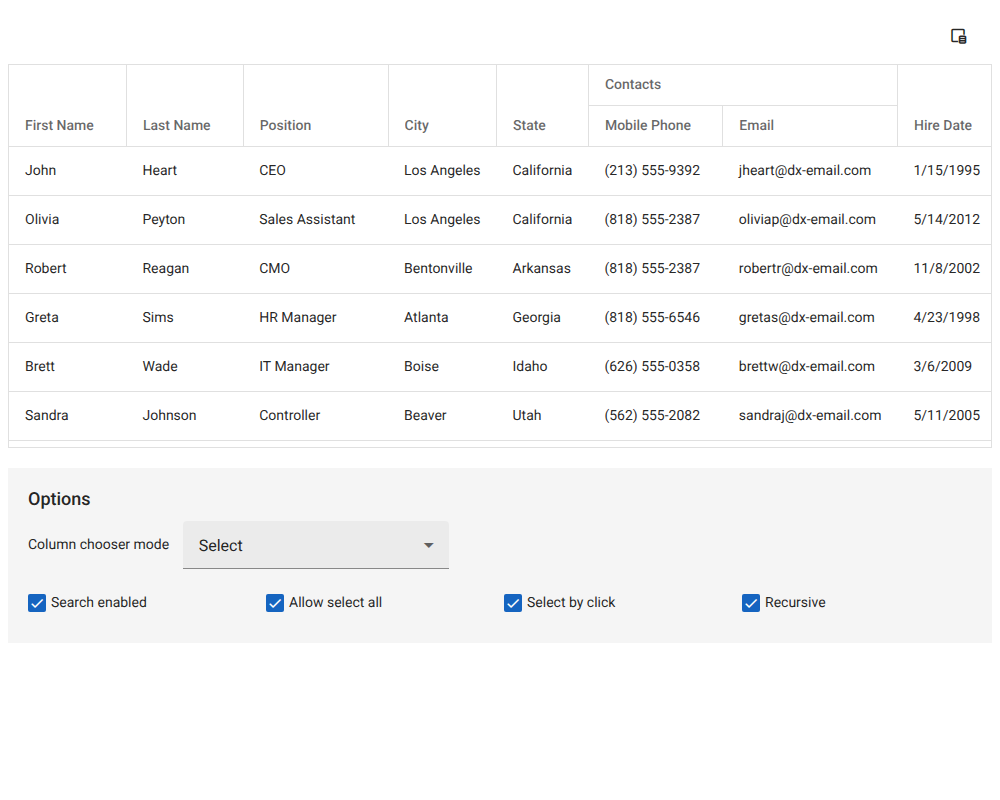 Contacts
First Name Last Name Position City State Mobile Phone Email Hire Date
John Heart CEO Los Angeles California (213) 555-9392 jheart@dx-email.com 1/15/1995
Olivia Peyton Sales Assistant Los Angeles California (818) 555-2387 oliviap@dx-email.com 5/14/2012
Robert Reagan CMO Bentonville Arkansas (818) 555-2387 robertr@dx-email.com 11/8/2002
Greta Sims HR Manager Atlanta Georgia (818) 555-6546 gretas@dx-email.com 4/23/1998
Brett Wade IT Manager Boise Idaho (626) 555-0358 brettw@dx-email.com 3/6/2009
Sandra Johnson Controller Beaver Utah (562) 555-2082 sandraj@dx-email.com 5/11/2005
Options
Column chooser mode Select
Search enabled Allow select all Select by click Recursive